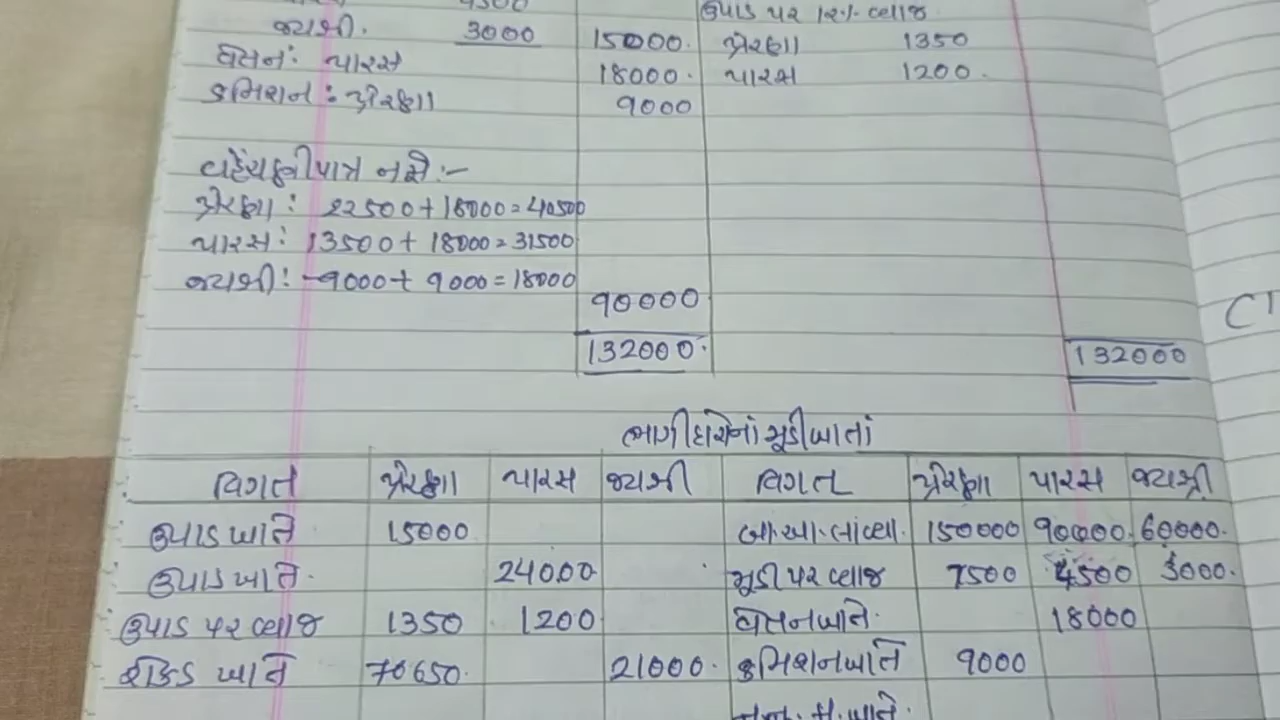 4500 ઉપાડ પર 12% વ્યાજ
જયશ્રી. 3000 15000. પ્રેરણા 1350
વેતન: પારસ 18000. પારસ 1200.
કમિશન: પ્રેરણા 9000
વહેંચણીપાત્ર નફો:-
પ્રેરણા: 22500+18000=40500
પારસ: 13500+18000=31500
જયશ્રી: 9000+9000=18000
90000
132000. 132000
ભાગીદારોનાં મૂડી ખાતાં
વિગત પ્રેરણા પારસ જયશ્રી વિગત પ્રેરણા પારસ જયશ્રી
ઉપાડ ખાતે 15000 બા.આ.લાવ્યા. 150000 90000. 60000.
ઉપાડ ખાતે. 24000 મૂડી પર વ્યાજ 7500 4500 3000.
ઉપાડ પર વ્યાજ 1350 1200 વેતન ખાતે. 18000
રોકડ ખાતે 70650. 21000. કમિશન ખાતે 9000